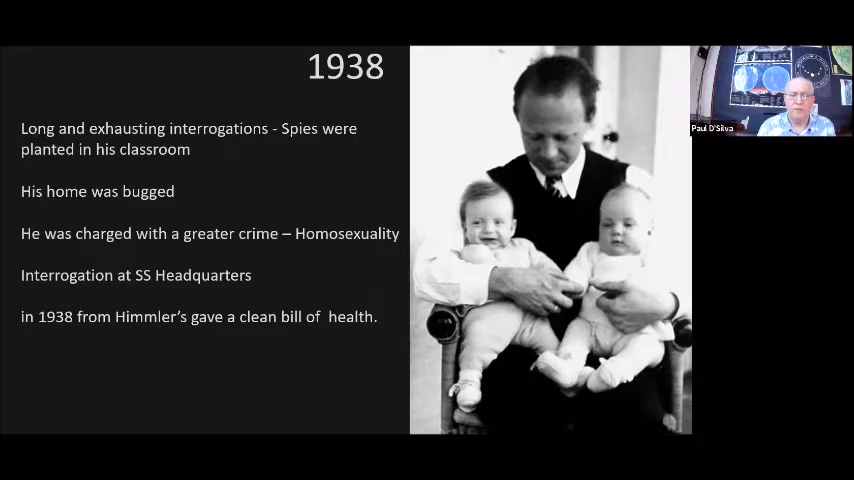 1938
Long and exhausting interrogations - Spies were
planted in his classroom
His home was bugged
He was charged with a greater crime – Homosexuality
Interrogation at SS Headquarters
in 1938 from Himmler's gave a clean bill of health.
Paul D'Silva